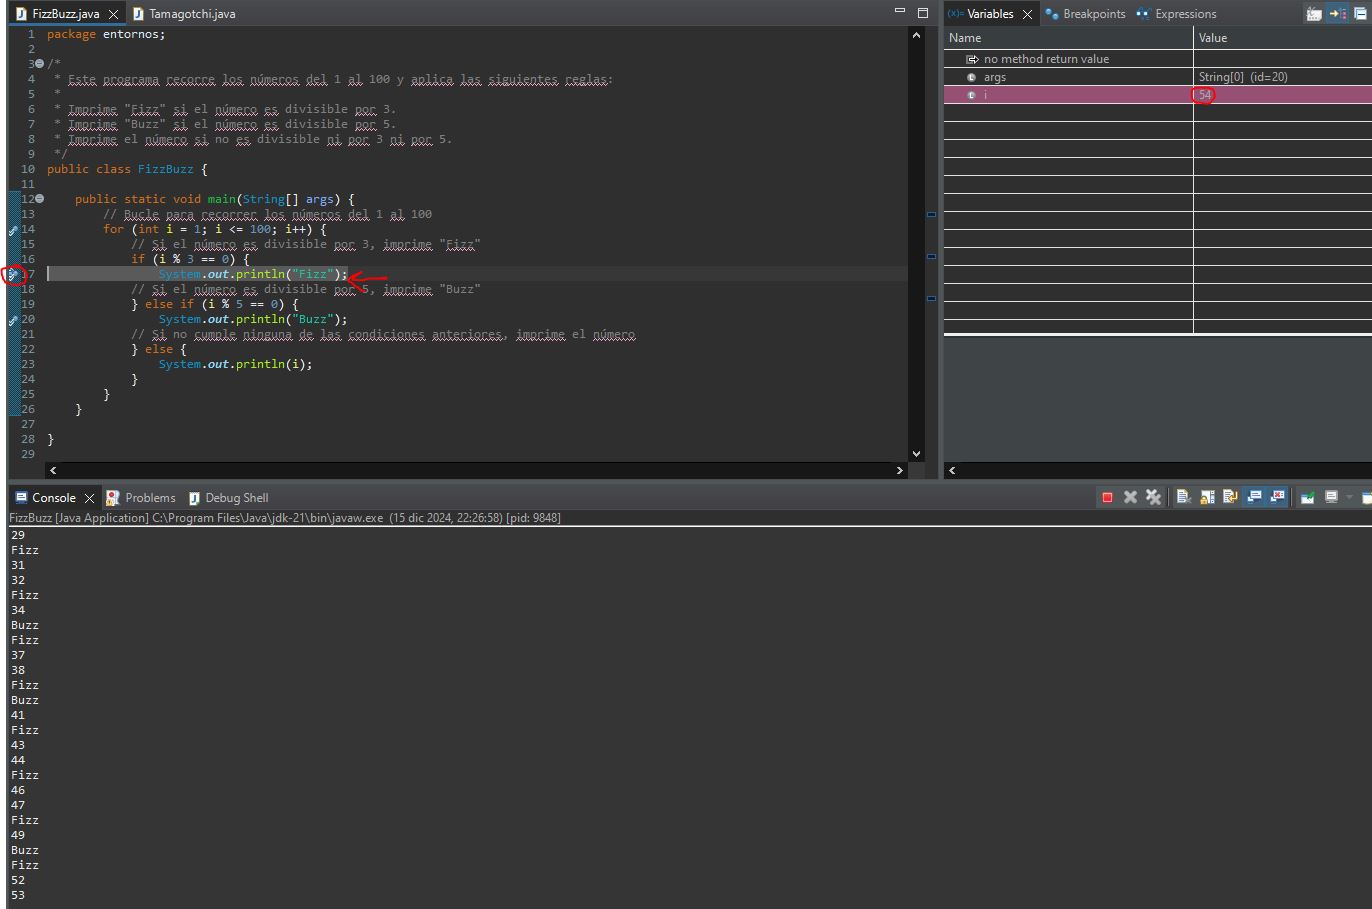 FizzBuzz.java
Tamagotchi.java
1 package entornos;
2
3 /*
4 * Este programa recorre los números del 1 al 100 y aplica las siguientes reglas:
5 *
6 * Imprime "Fizz" si el número es divisible por 3.
7 * Imprime "Buzz" si el número es divisible por 5.
8 * Imprime el número si no es divisible ni por 3 ni por 5.
9 */
10 public class FizzBuzz {
11
12 public static void main(String[] args) {
13 // Bucle para recorrer los números del 1 al 100
14 for (int i = 1; i <= 100; i++) {
15 // Si el número es divisible por 3, imprime "Fizz"
16 if (i % 3 == 0) {
17 System.out.println("Fizz");
18 // Si el número es divisible por 5, imprime "Buzz"
19 } else if (i % 5 == 0) {
20 System.out.println("Buzz");
21 // Si no cumple ninguna de las condiciones anteriores, imprime el número
22 } else {
23 System.out.println(i);
24 }
25 }
26 }
27
28 }
29
(x)= Variables
Breakpoints
Expressions
Name Value
no method return value
args String[0] (id=20)
i 54
Console
Problems
Debug Shell
FizzBuzz [Java Application] C:\Program Files\Java\jdk-21\bin\javaw.exe (15 dic 2024, 22:26:58) [pid: 9848]
29
Fizz
31
32
Fizz
34
Buzz
Fizz
37
38
Fizz
Buzz
41
Fizz
43
44
Fizz
46
47
Fizz
49
Buzz
Fizz
52
53